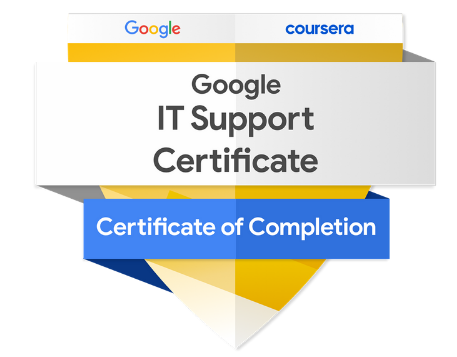 Google coursera
Google
IT Support
Certificate
Certificate of Completion